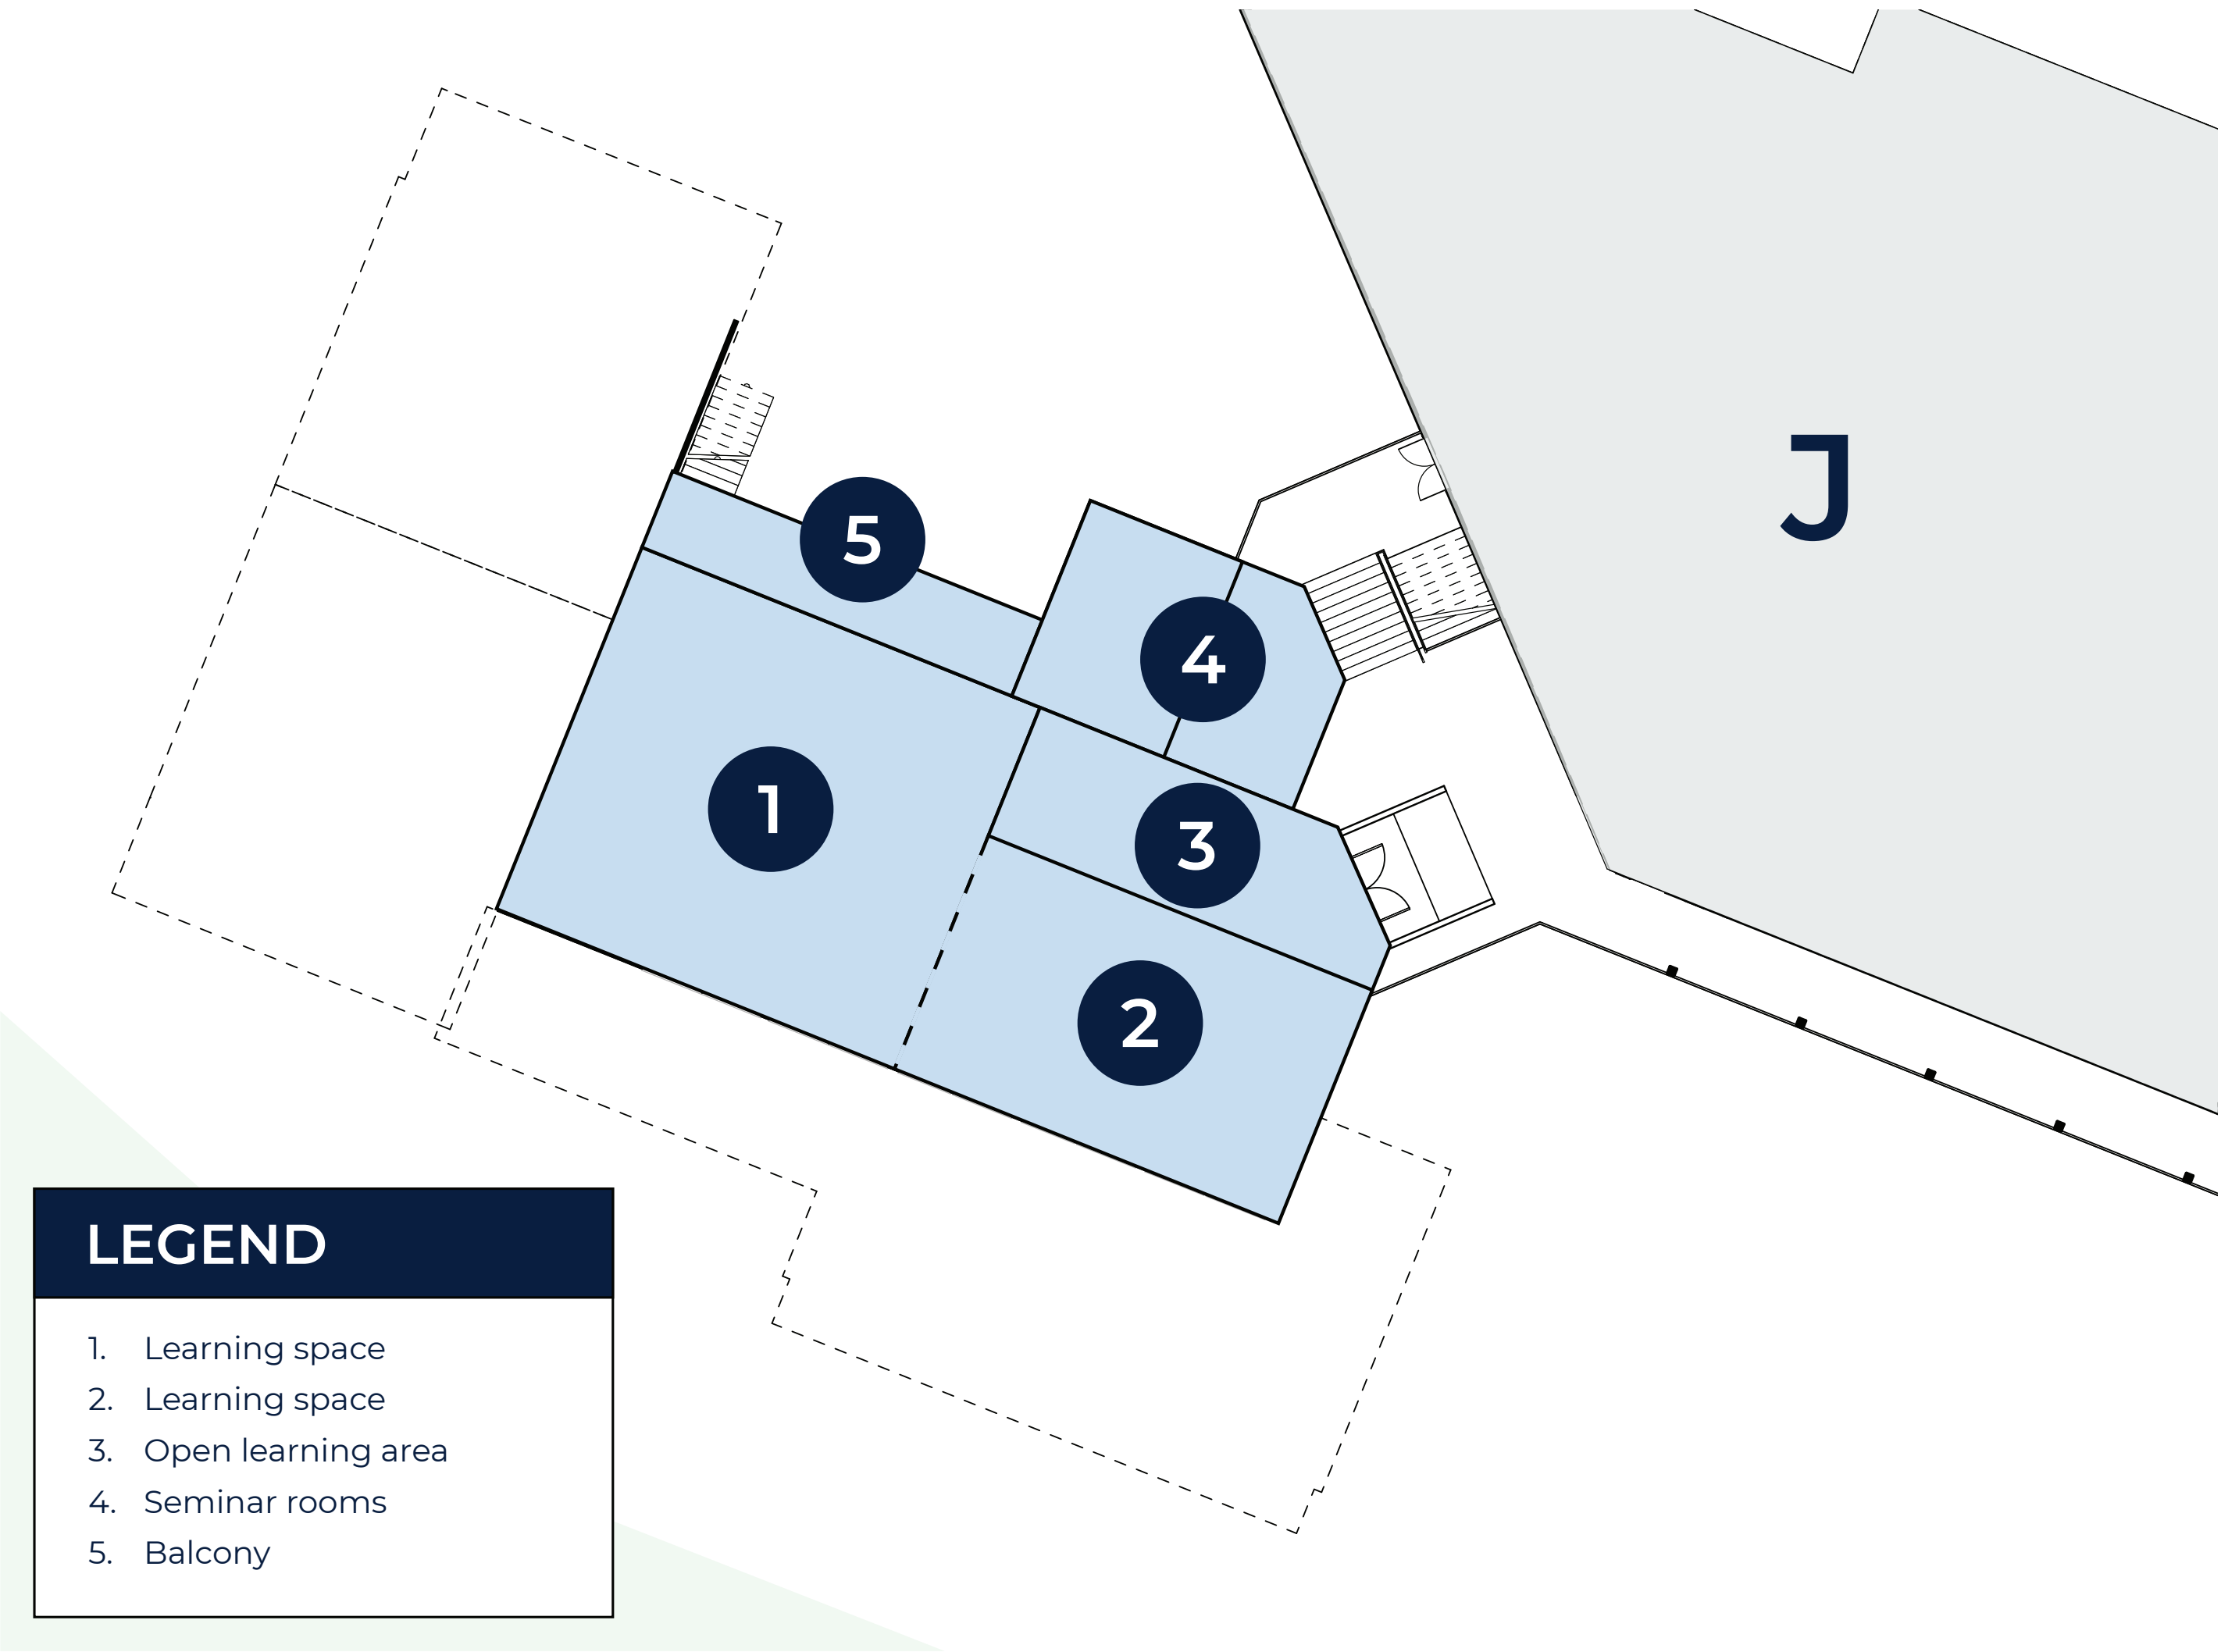 J
5
4
1
3
2
LEGEND
1. Learning space
2. Learning space
3. Open learning area
4. Seminar rooms
5. Balcony